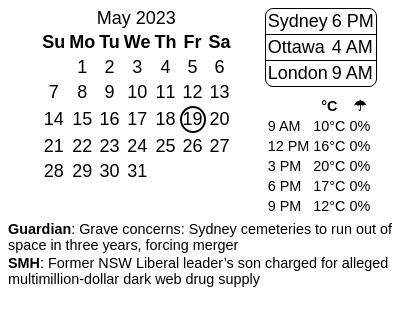 May 2023
Su Mo Tu We Th Fr Sa
1 2 3 4 5 6
7 8 9 10 11 12 13
14 15 16 17 18 19 20
21 22 23 24 25 26 27
28 29 30 31
Sydney 6 PM
Ottawa 4 AM
London 9 AM
°C ☂
9 AM 10°C 0%
12 PM 16°C 0%
3 PM 20°C 0%
6 PM 17°C 0%
9 PM 12°C 0%
Guardian: Grave concerns: Sydney cemeteries to run out of
space in three years, forcing merger
SMH: Former NSW Liberal leader's son charged for alleged
multimillion-dollar dark web drug supply